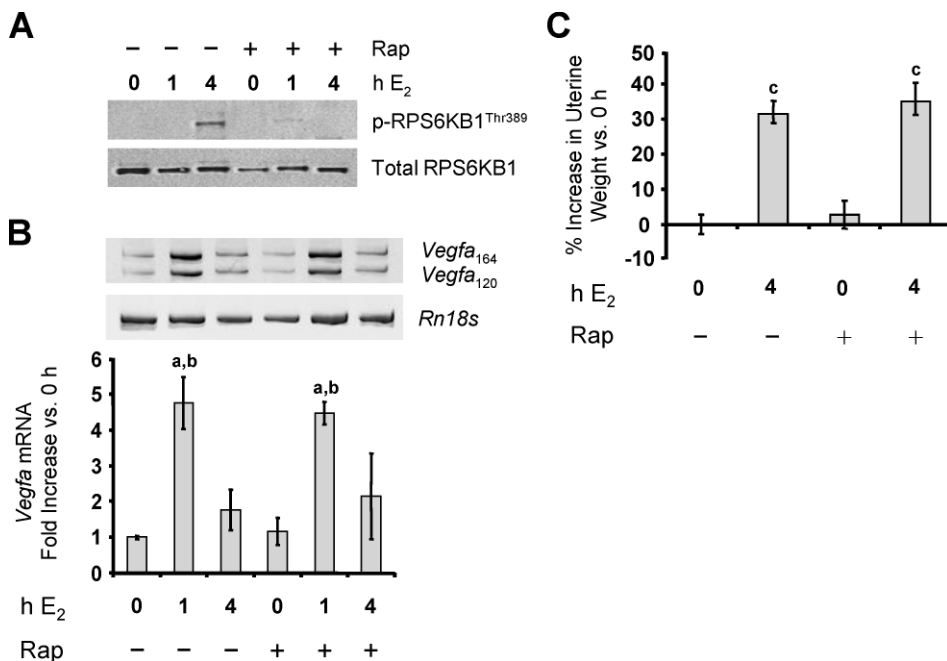 A
− − − + + + Rap
0 1 4 0 1 4 h E₂
p-RPS6KB1ᵀʰʳ³⁸⁹
Total RPS6KB1
B
Vegfa₁₆₄
Vegfa₁₂₀
Rn18s
Vegfa mRNA
Fold Increase vs. 0 h
6
5
4
3
2
1
0
a,b
a,b
h E₂ 0 1 4 0 1 4
Rap − − − + + +
C
% Increase in Uterine
Weight vs. 0 h
50
40
30
20
10
0
-10
c
c
h E₂ 0 4 0 4
Rap − − + +